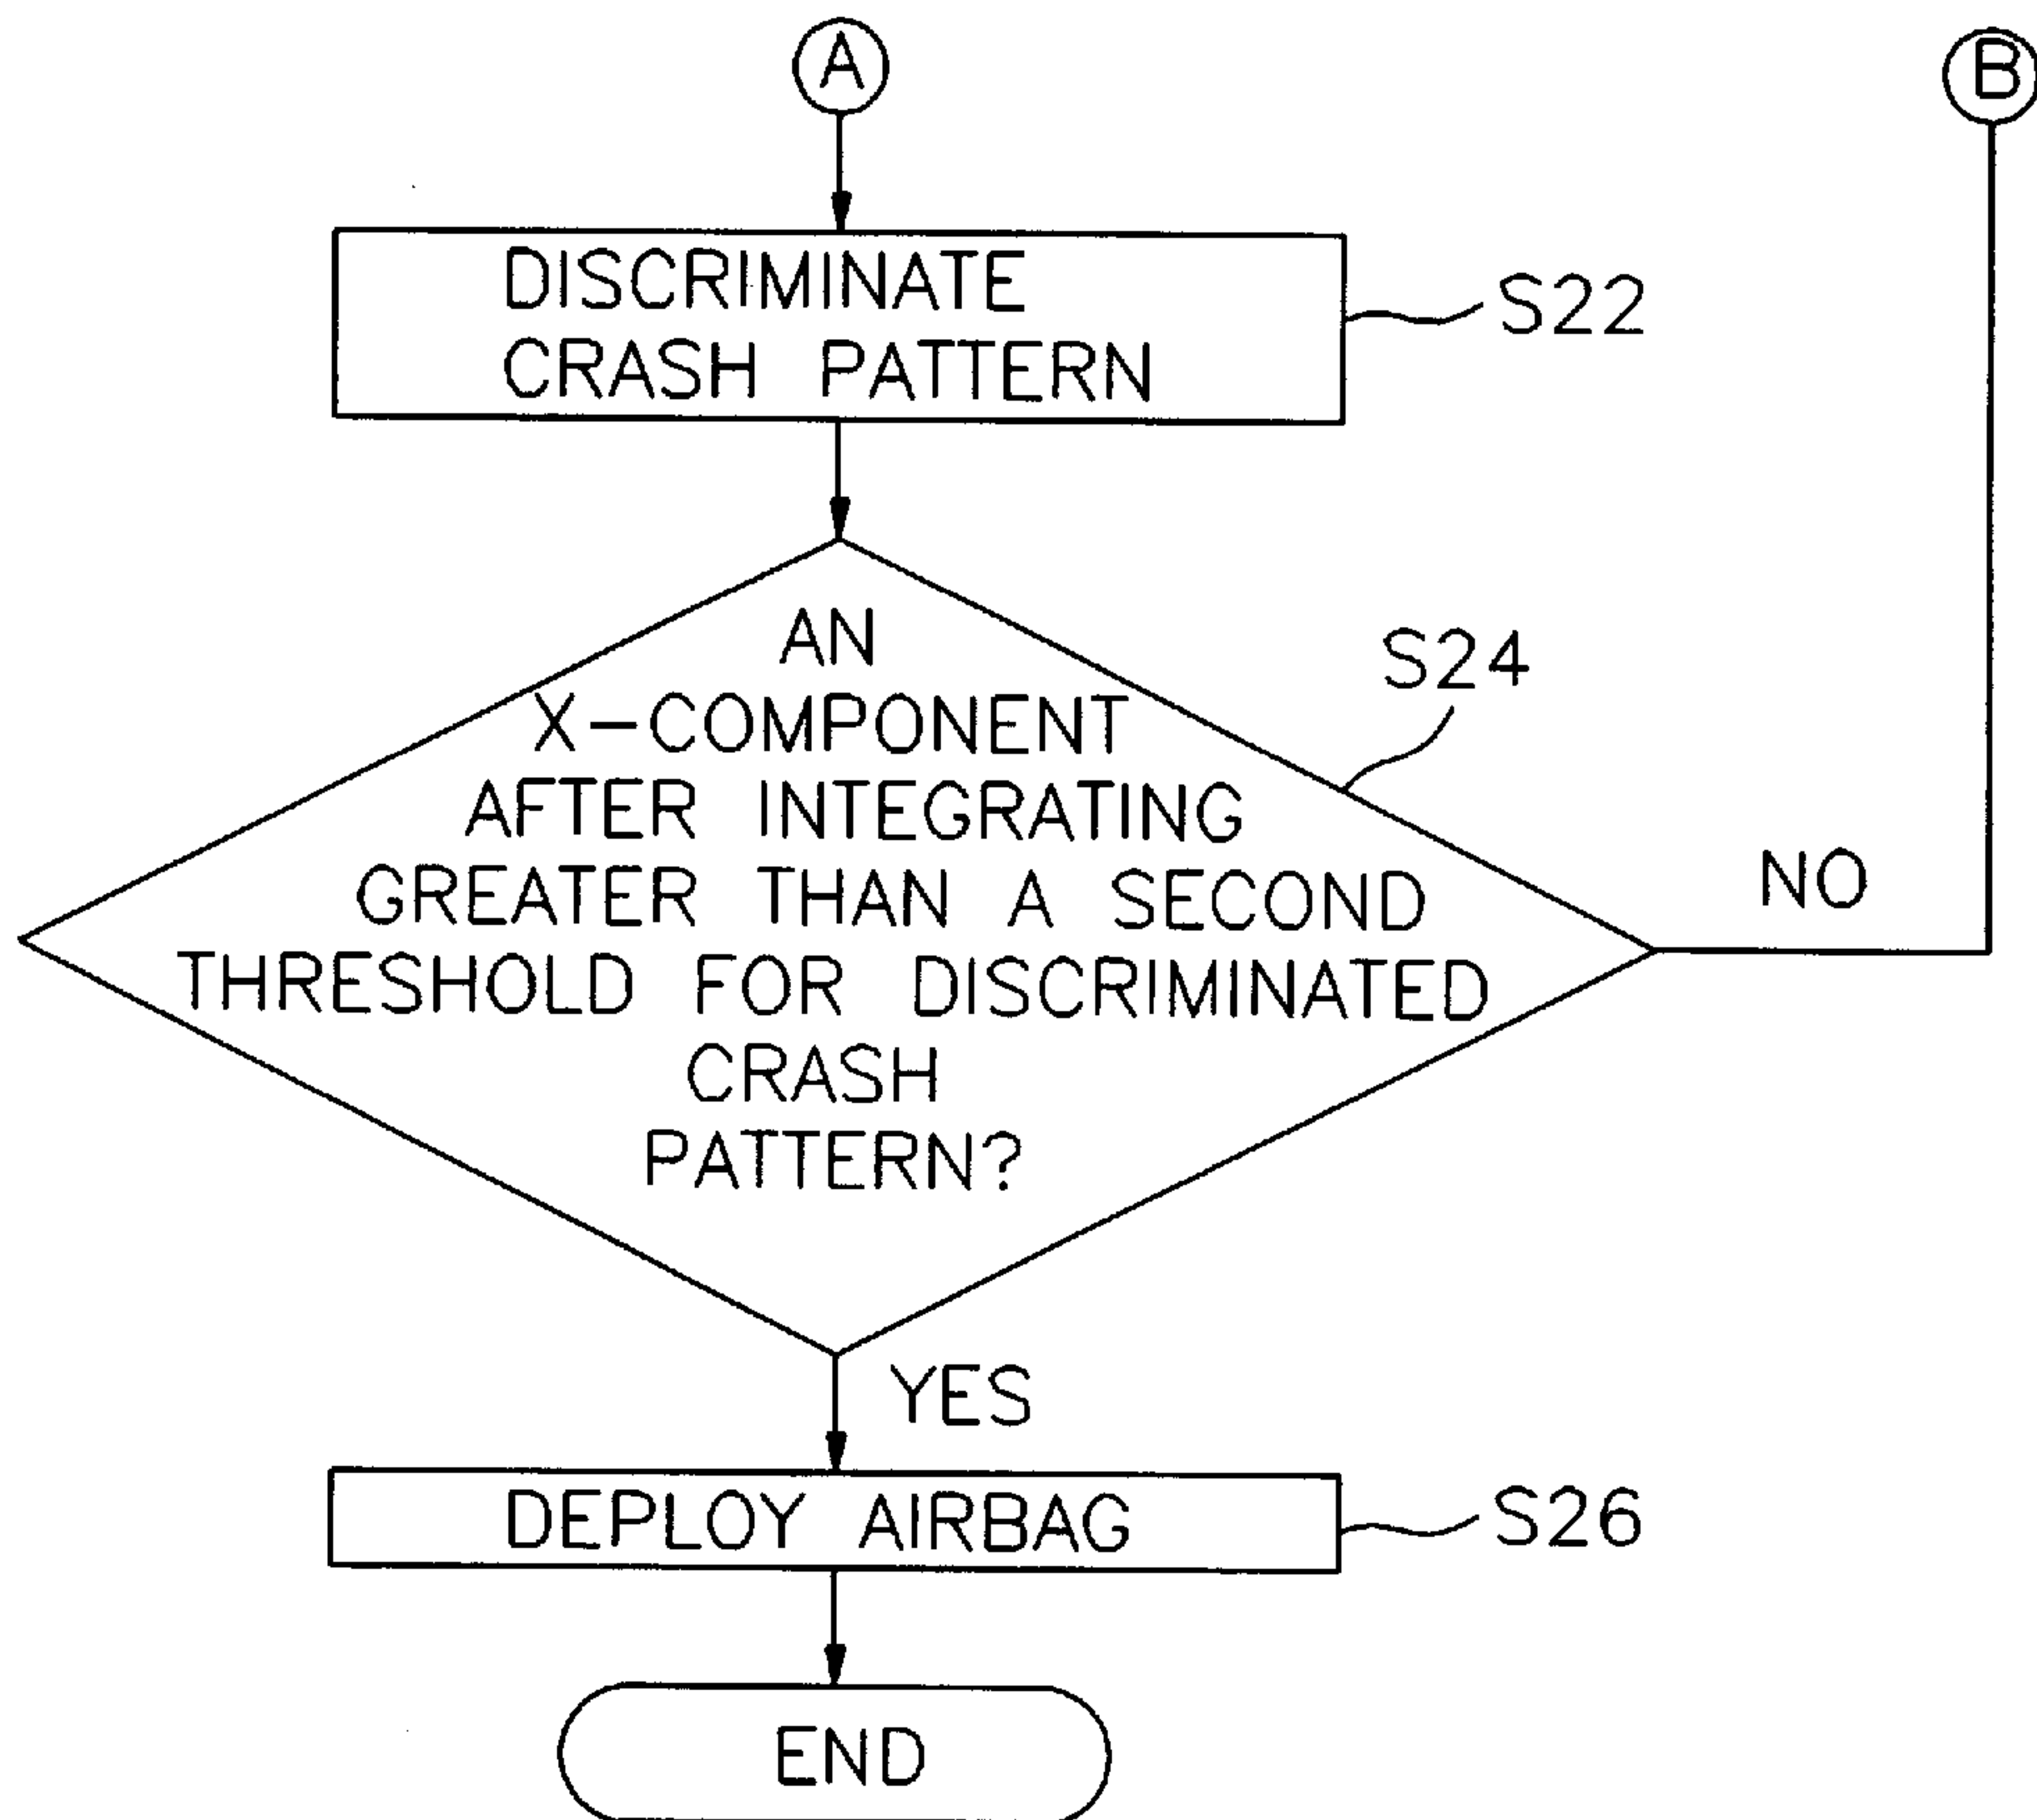 A
B
DISCRIMINATE
CRASH PATTERN
S22
AN
X-COMPONENT
AFTER INTEGRATING
GREATER THAN A SECOND
THRESHOLD FOR DISCRIMINATED
CRASH
PATTERN?
S24
NO
YES
DEPLOY AIRBAG
S26
END